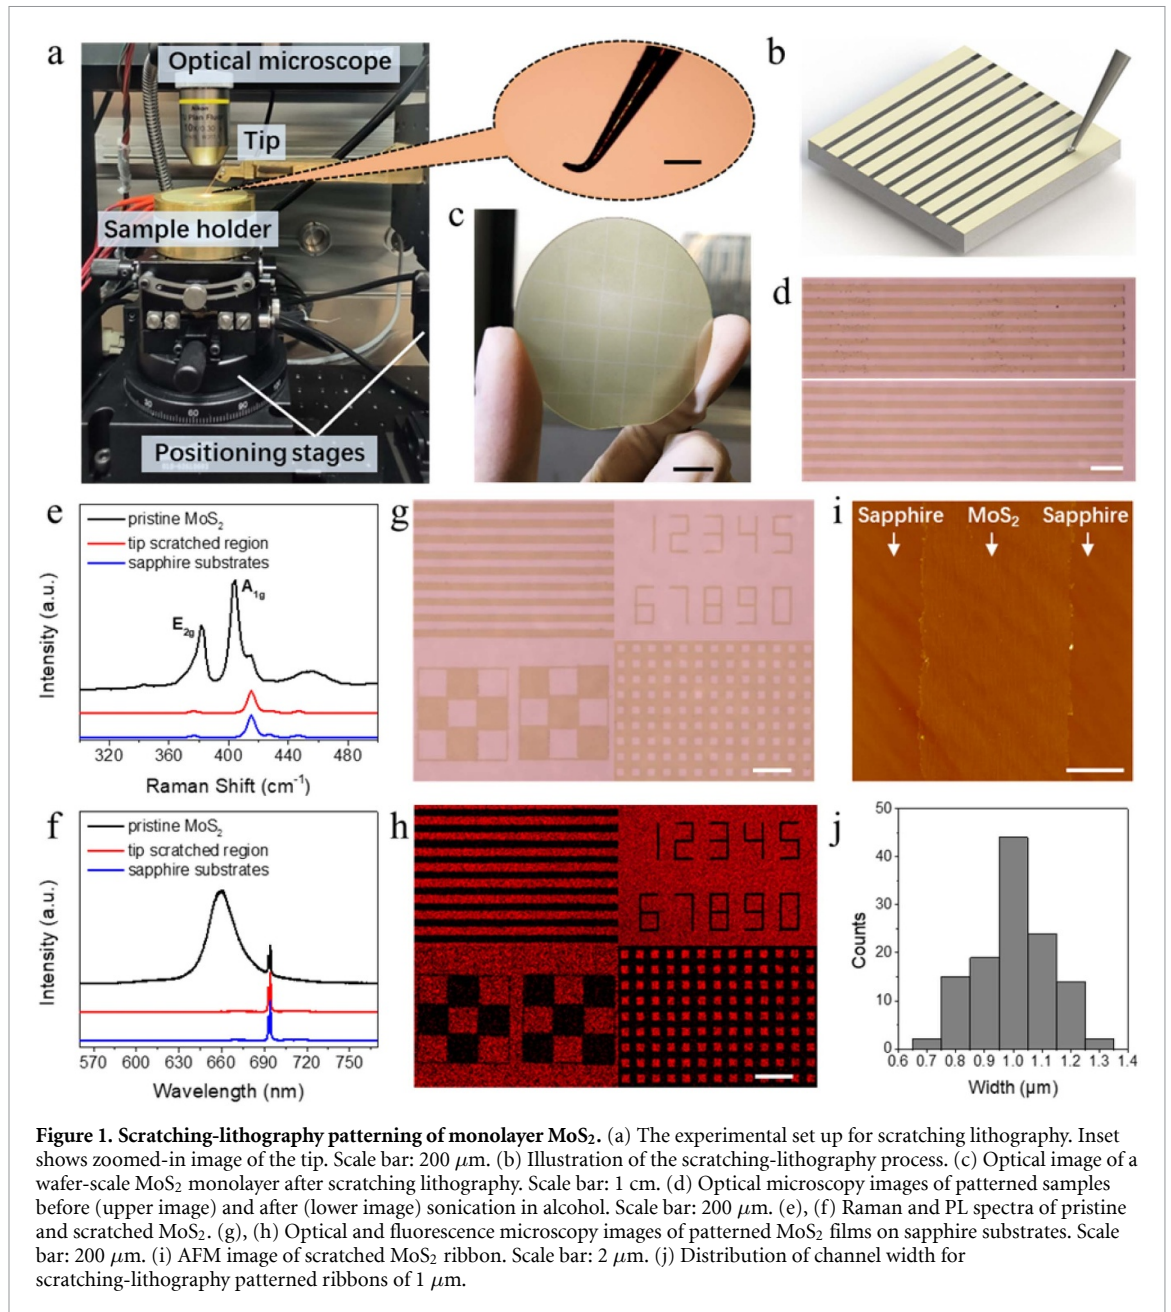 a
Optical microscope
Nikon
Plan Fluor
10x/0.30
Tip
Sample holder
30
60
90
Positioning stages
b
c
d
e
pristine MoS₂
tip scratched region
sapphire substrates
E₂g
A₁g
Intensity (a.u.)
320 400 480
Raman Shift (cm⁻¹)
f
pristine MoS₂
tip scratched region
sapphire substrates
Intensity (a.u.)
570 600 630 660 690 720 750
Wavelength (nm)
g
12345
67890
h
12345
67890
i
Sapphire MoS₂ Sapphire
j
50
40
30
20
10
0
Counts
0.6 0.7 0.8 0.9 1.0 1.1 1.2 1.3 1.4
Width (μm)
Figure 1. Scratching-lithography patterning of monolayer MoS₂. (a) The experimental set up for scratching lithography. Inset
shows zoomed-in image of the tip. Scale bar: 200 μm. (b) Illustration of the scratching-lithography process. (c) Optical image of a
wafer-scale MoS₂ monolayer after scratching lithography. Scale bar: 1 cm. (d) Optical microscopy images of patterned samples
before (upper image) and after (lower image) sonication in alcohol. Scale bar: 200 μm. (e), (f) Raman and PL spectra of pristine
and scratched MoS₂. (g), (h) Optical and fluorescence microscopy images of patterned MoS₂ films on sapphire substrates. Scale
bar: 200 μm. (i) AFM image of scratched MoS₂ ribbon. Scale bar: 2 μm. (j) Distribution of channel width for
scratching-lithography patterned ribbons of 1 μm.